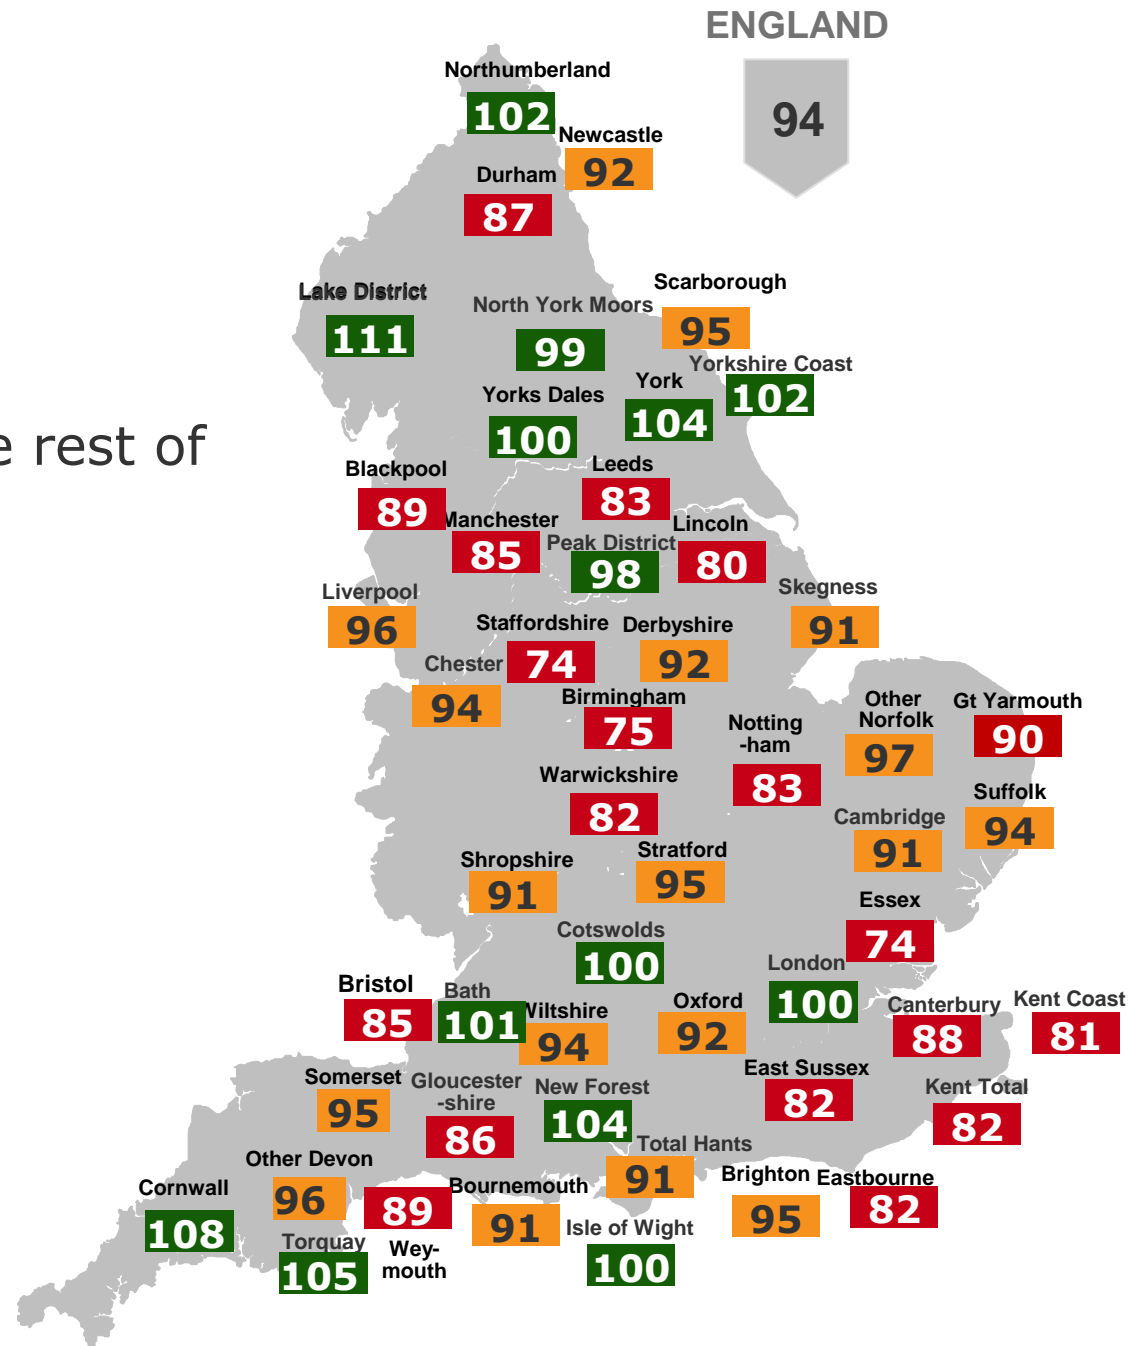 ENGLAND
94
Northumberland
102
Newcastle
92
Durham
87
Scarborough
95
Lake District
111
North York Moors
99
Yorkshire Coast
102
York
104
Yorks Dales
100
e rest of
Blackpool
89
Leeds
83
Manchester
85
Lincoln
80
Peak District
98
Skegness
91
Liverpool
96
Staffordshire
74
Derbyshire
92
Chester
94
Birmingham
75
Other
Norfolk
97
Gt Yarmouth
90
Notting
-ham
83
Warwickshire
82
Suffolk
94
Cambridge
91
Stratford
95
Shropshire
91
Essex
74
Cotswolds
100
London
100
Bristol
85
Bath
101
Wiltshire
94
Oxford
92
Canterbury
88
Kent Coast
81
East Sussex
82
Kent Total
82
Somerset
95
Gloucester
-shire
86
New Forest
104
Total Hants
91
Other Devon
96
Cornwall
108
Torquay
105
89
Wey-
mouth
Bournemouth
91
Isle of Wight
100
Brighton
95
Eastbourne
82